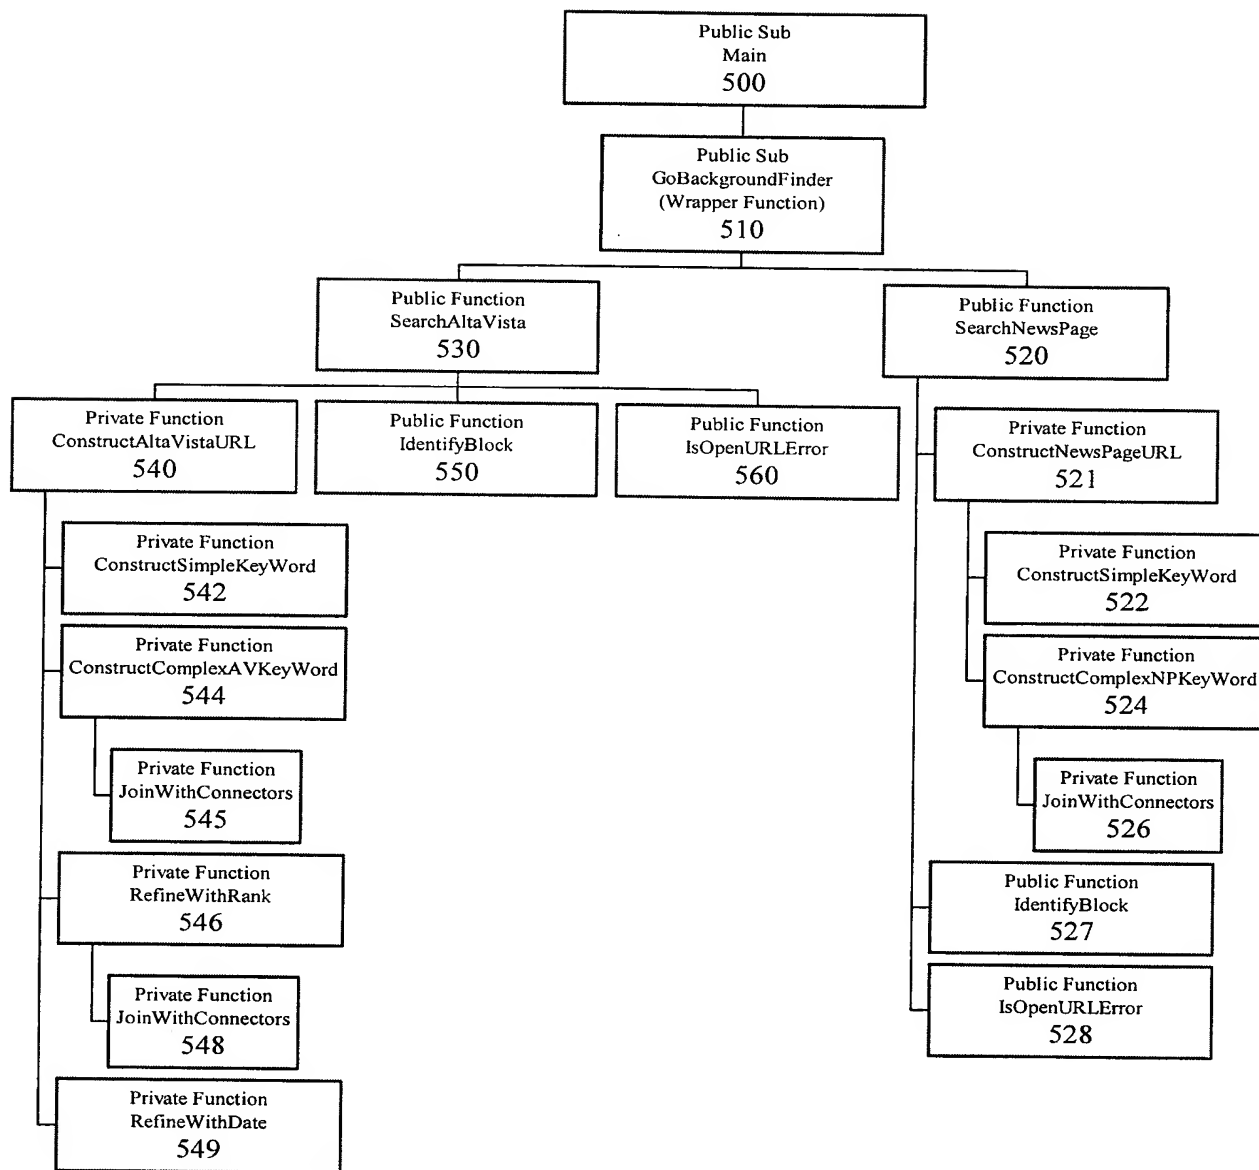 Public Sub
Main
500
Public Sub
GoBackgroundFinder
(Wrapper Function)
510
Public Function
SearchAltaVista
530
Public Function
SearchNewsPage
520
Private Function
ConstructAltaVistaURL
540
Public Function
IdentifyBlock
550
Public Function
IsOpenURLError
560
Private Function
ConstructNewsPageURL
521
Private Function
ConstructSimpleKeyWord
542
Private Function
ConstructSimpleKeyWord
522
Private Function
ConstructComplexAVKeyWord
544
Private Function
ConstructComplexNPKeyWord
524
Private Function
JoinWithConnectors
545
Private Function
JoinWithConnectors
526
Private Function
RefineWithRank
546
Public Function
IdentifyBlock
527
Private Function
JoinWithConnectors
548
Public Function
IsOpenURLError
528
Private Function
RefineWithDate
549